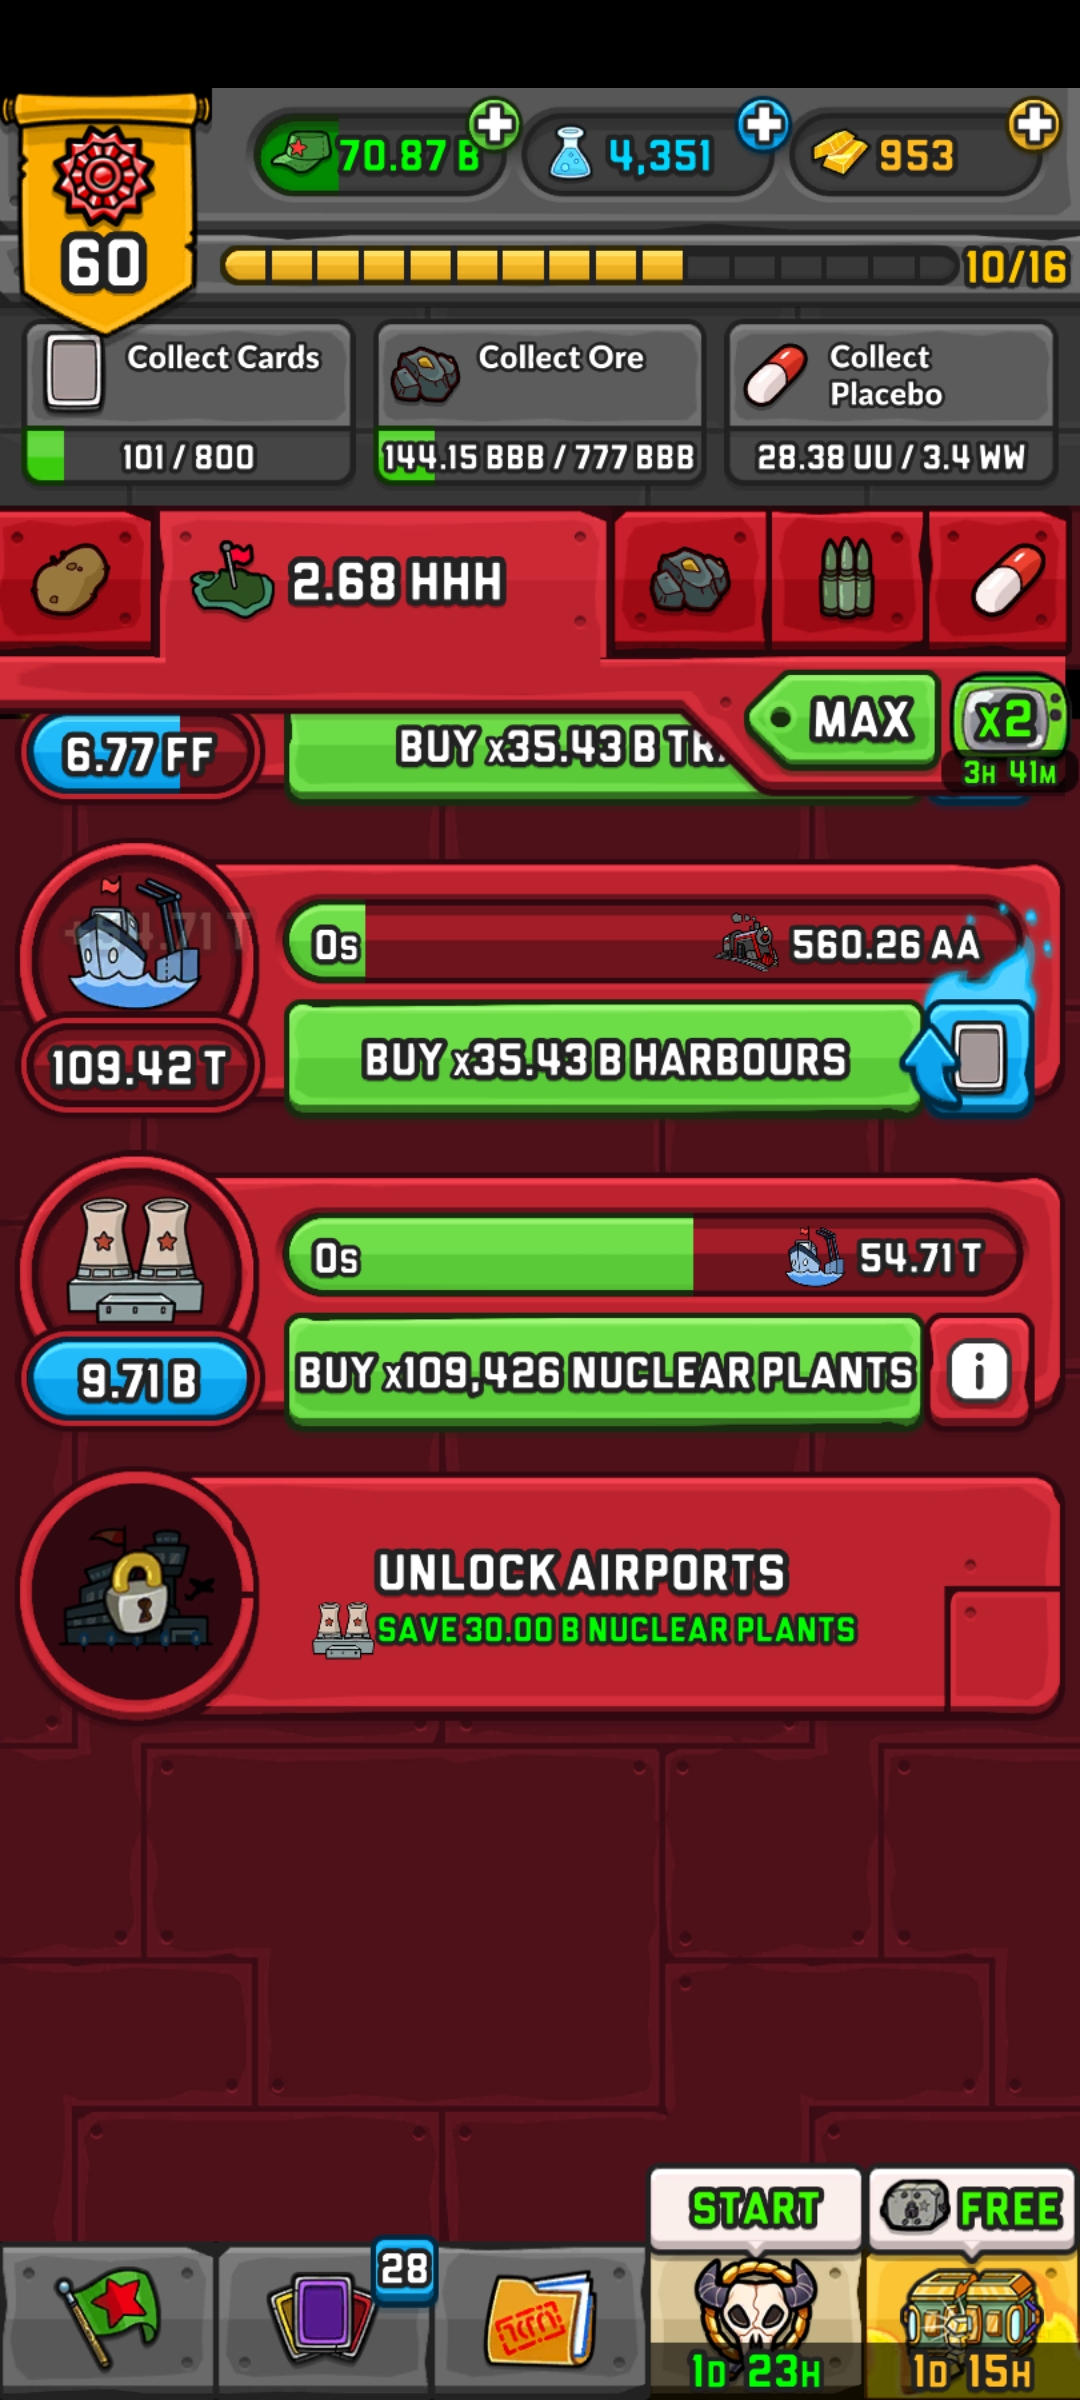 70.87 B
4,351
953
60
10/16
Collect Cards
101 / 800
Collect Ore
144.15 BBB / 777 BBB
Collect
Placebo
28.38 UU / 3.4 WW
2.68 HHH
MAX
x2
3H 41M
6.77 FF
BUY x35.43 B
+54.71 T
0s
560.26 AA
109.42 T
BUY x35.43 B HARBOURS
0s
54.71 T
9.71 B
BUY x109,426 NUCLEAR PLANTS
i
UNLOCK AIRPORTS
SAVE 30.00 B NUCLEAR PLANTS
START
FREE
28
1D 23H
1D 15H